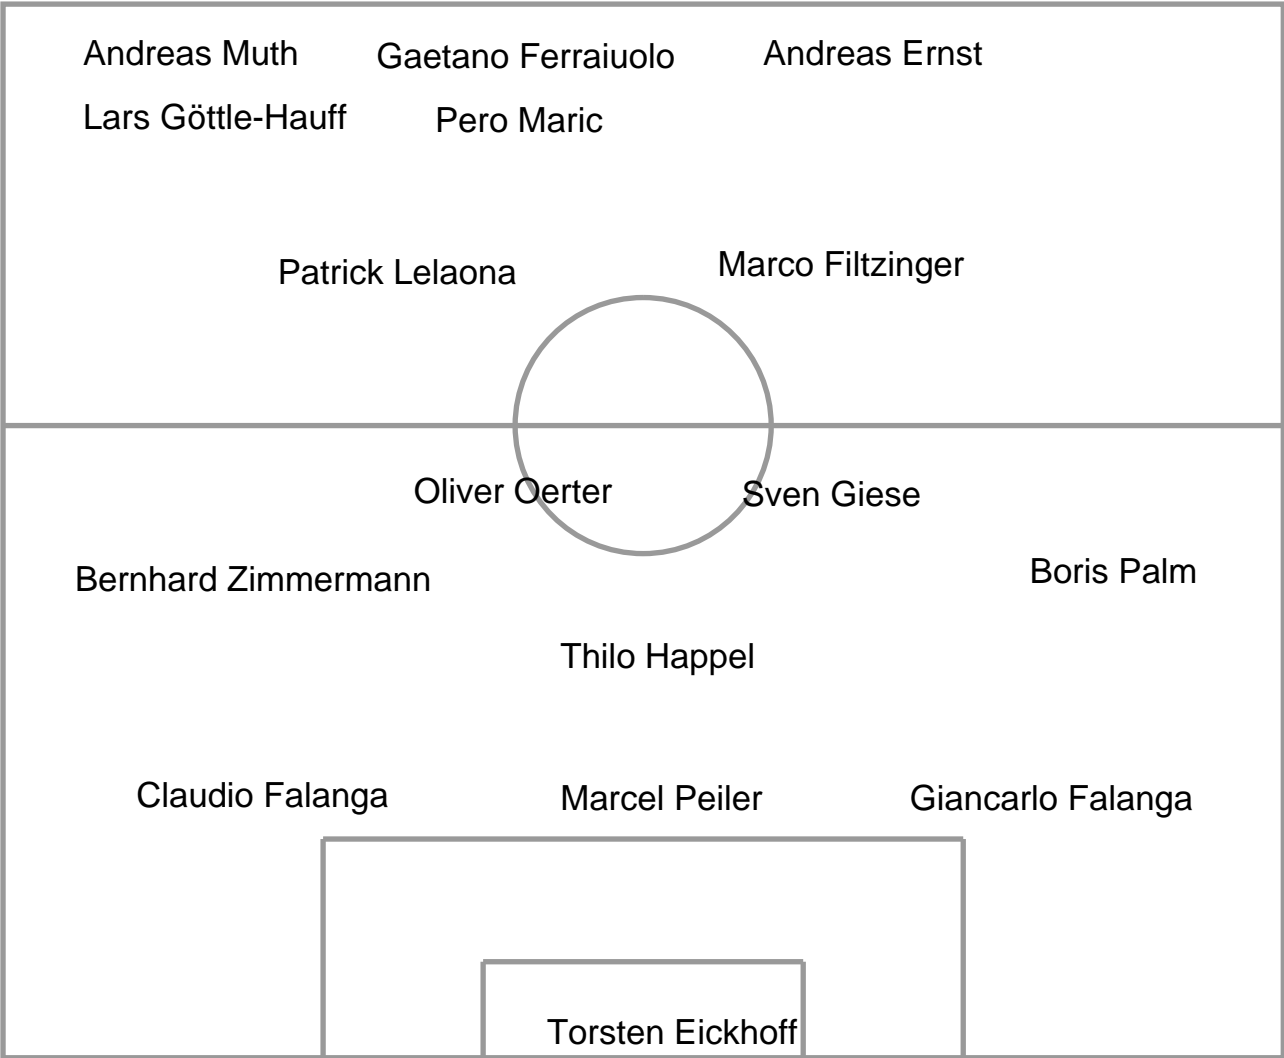 Andreas Muth Gaetano Ferraiuolo Andreas Ernst
Lars Göttle-Hauff Pero Maric
Patrick Lelaona Marco Filtzinger
Oliver Oerter Sven Giese
Bernhard Zimmermann Boris Palm
Thilo Happel
Claudio Falanga Marcel Peiler Giancarlo Falanga
Torsten Eickhoff